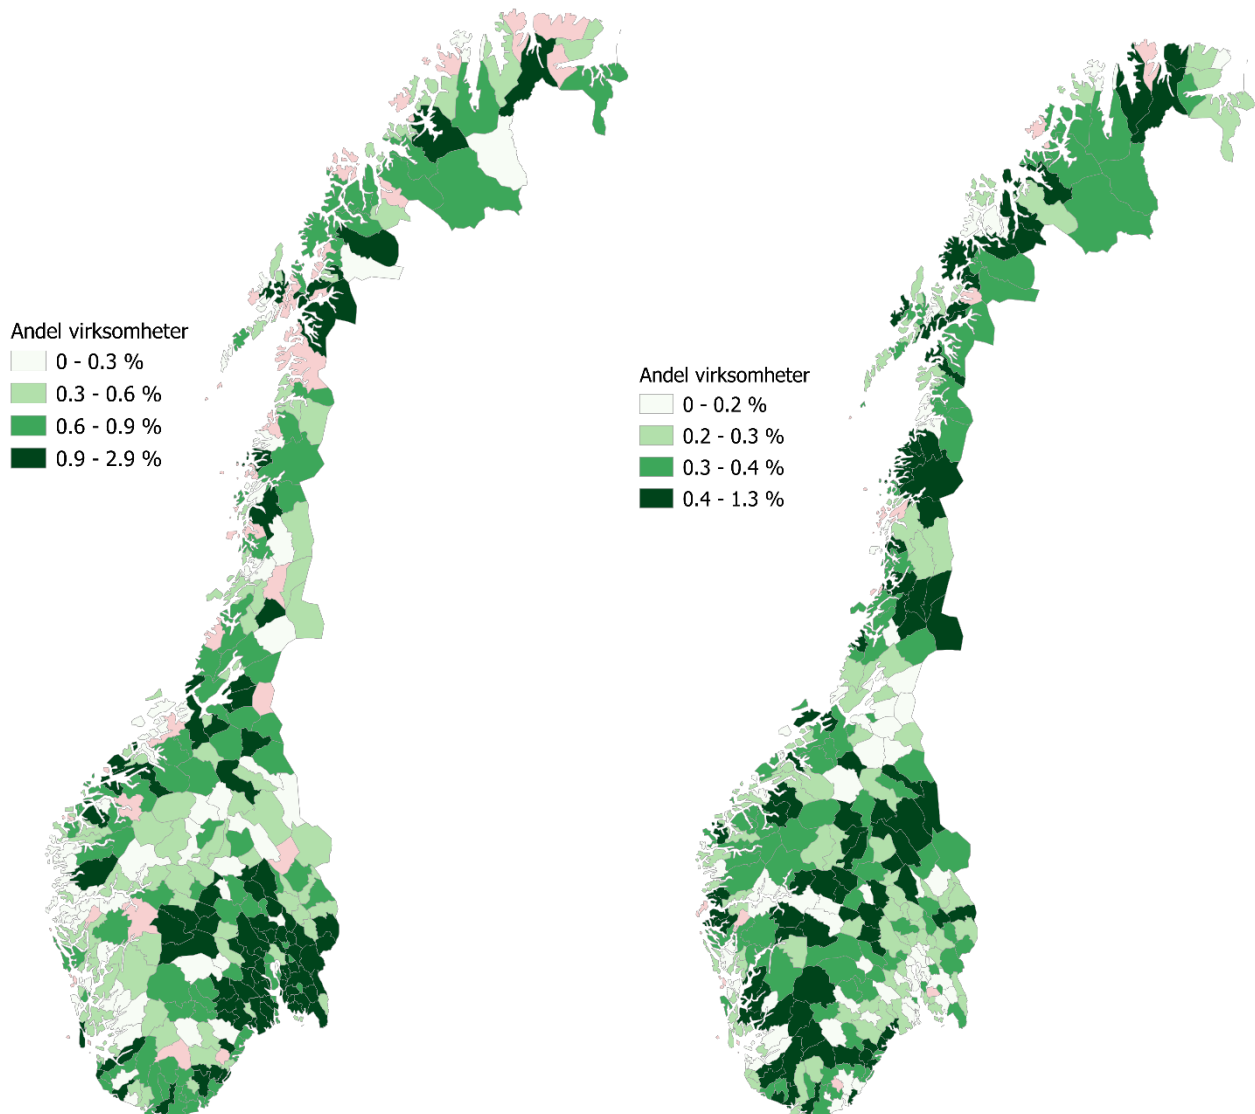 Andel virksomheter
0 - 0.3 %
0.3 - 0.6 %
0.6 - 0.9 %
0.9 - 2.9 %
Andel virksomheter
0 - 0.2 %
0.2 - 0.3 %
0.3 - 0.4 %
0.4 - 1.3 %